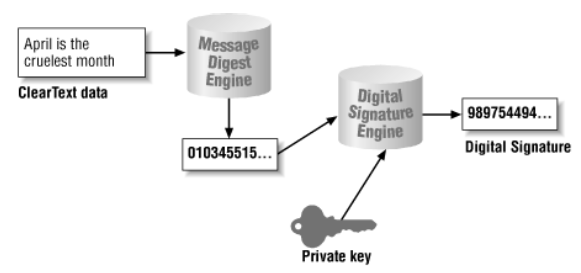 April is the
cruelest month
ClearText data
Message
Digest
Engine
010345515...
Digital
Signature
Engine
989754494...
Digital Signature
Private key